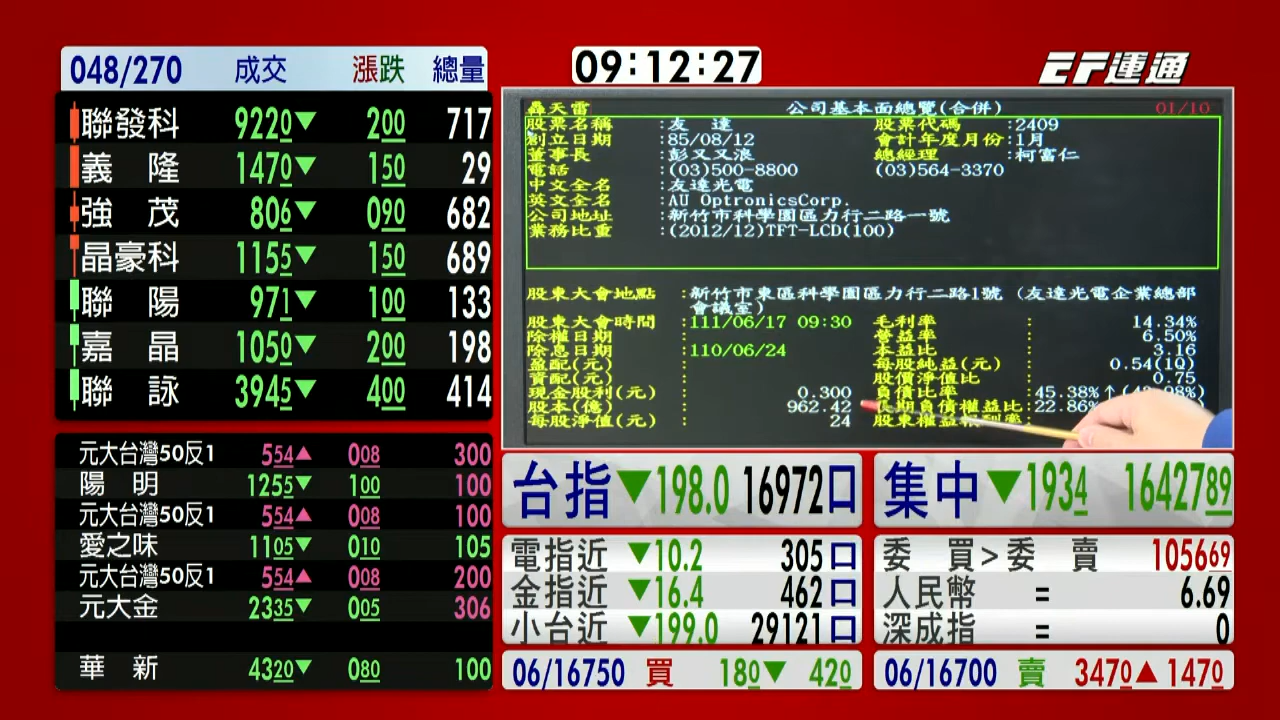 048/270 成交 漲跌 總量
聯發科 9220▼ 200 717
義隆 1470▼ 150 29
強茂 806▼ 090 682
晶豪科 1155▼ 150 689
聯陽 971▼ 100 133
嘉晶 1050▼ 200 198
聯詠 3945▼ 400 414
元大台灣50反1 554▲ 008 300
陽明 1255▼ 100 100
元大台灣50反1 554▲ 008 100
愛之味 1105▼ 010 105
元大台灣50反1 554▲ 008 200
元大金 2335▼ 005 306
華新 4320▼ 080 100
09:12:27
EF運通
轟天雷 公司基本面總覽(合併) 01/10
股票名稱 :友 達 股票代碼 :2409
創立日期 :85/08/12 會計年度月份:1月
董事長 :彭双浪 總經理 :柯富仁
電話 :(03)500-8800 (03)564-3370
中文全名 :友達光電
英文全名 :AU OptronicsCorp.
公司地址 :新竹市科學園區力行二路一號
業務比重 :(2012/12)TFT-LCD(100)
股東大會地點 :新竹市東區科學園區力行二路1號 (友達光電企業總部
會議室)
股東大會時間 :111/06/17 09:30 毛利率 : 14.34%
除權日期 : 營益率 : 6.50%
除息日期 :110/06/24 本益比 : 3.16
盈配(元) : 每股純益(元) : 0.54(1Q)
資配(元) : 股價淨值比 : 0.75
現金股利(元) : 0.300 負債比率 : 45.38%↑
股本(億) : 962.42 長期負債權益比:22.86%
每股淨值(元) : 24 股東權益報酬率:
台指▼198.0 16972口
電指近 ▼10.2 305口
金指近 ▼16.4 462口
小台近 ▼199.0 29121口
06/16750 買 180▼ 420
集中▼1934 1642789
委買>委賣 105669
人民幣 = 6.69
深成指 = 0
06/16700 賣 3470▲ 1470